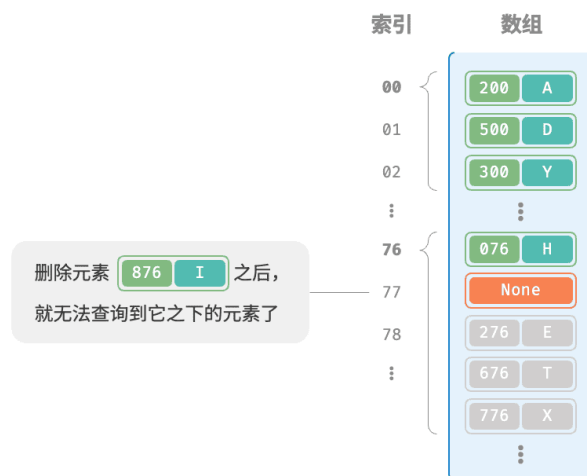 索引 数组
00 200 A
01 500 D
02 300 Y
76 076 H
删除元素 876 I 之后，
77 None
就无法查询到它之下的元素了
78 276 E
676 T
776 X